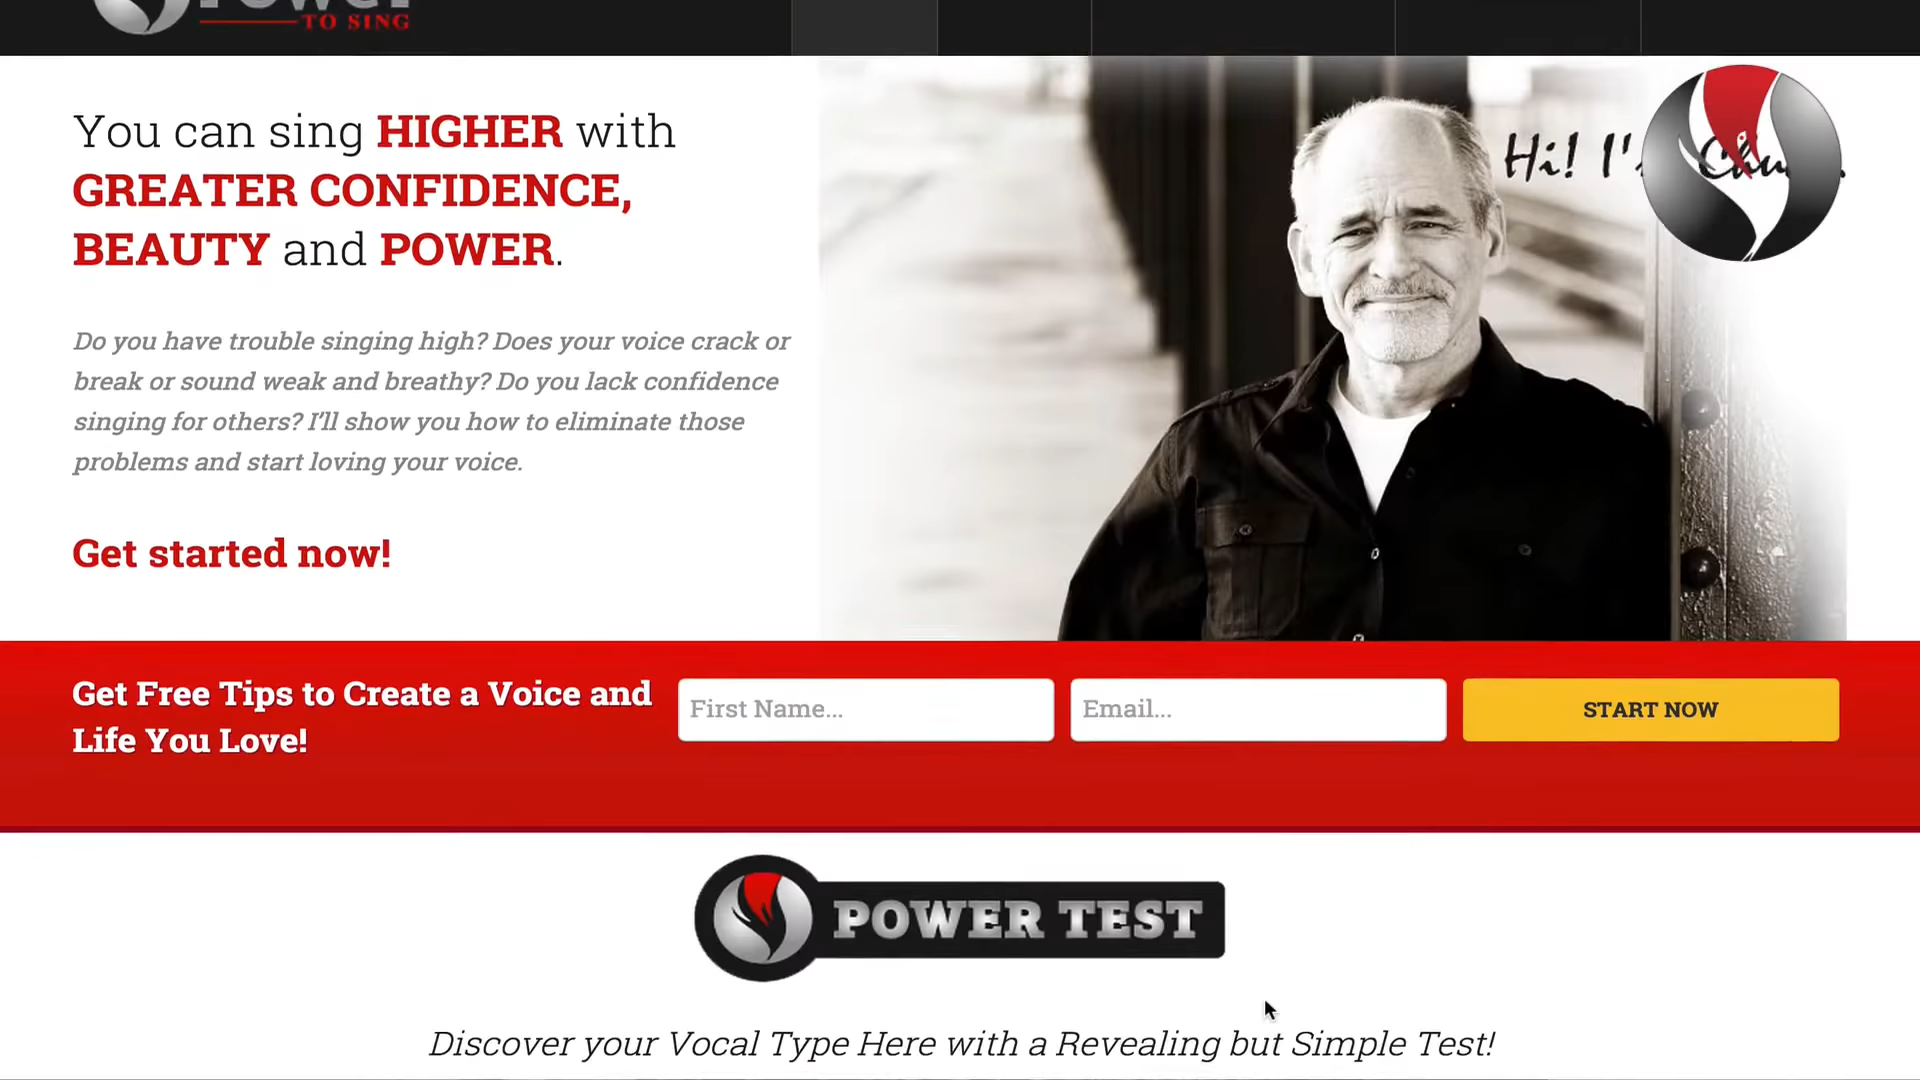 TO SING
You can sing HIGHER with
GREATER CONFIDENCE,
BEAUTY and POWER.
Hi! I'
Do you have trouble singing high? Does your voice crack or
break or sound weak and breathy? Do you lack confidence
singing for others? I'll show you how to eliminate those
problems and start loving your voice.
Get started now!
Get Free Tips to Create a Voice and
Life You Love!
First Name...
Email...
START NOW
POWER TEST
Discover your Vocal Type Here with a Revealing but Simple Test!